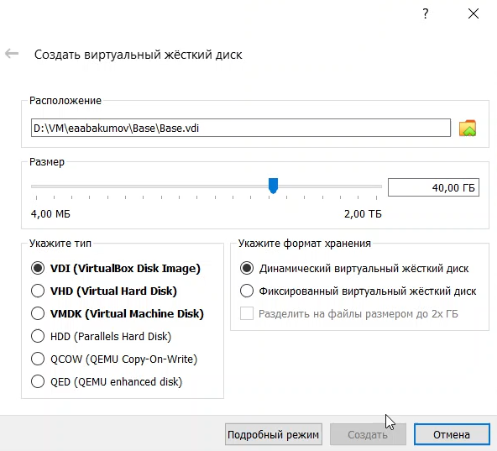 ?
Создать виртуальный жёсткий диск
Расположение
D:\VM\eaabakumov\Base\Base.vdi
Размер
40,00 ГБ
4,00 МБ 2,00 ТБ
Укажите тип
VDI (VirtualBox Disk Image)
VHD (Virtual Hard Disk)
VMDK (Virtual Machine Disk)
HDD (Parallels Hard Disk)
QCOW (QEMU Copy-On-Write)
QED (QEMU enhanced disk)
Укажите формат хранения
Динамический виртуальный жёсткий диск
Фиксированный виртуальный жёсткий диск
Разделить на файлы размером до 2х ГБ
Подробный режим Создать Отмена